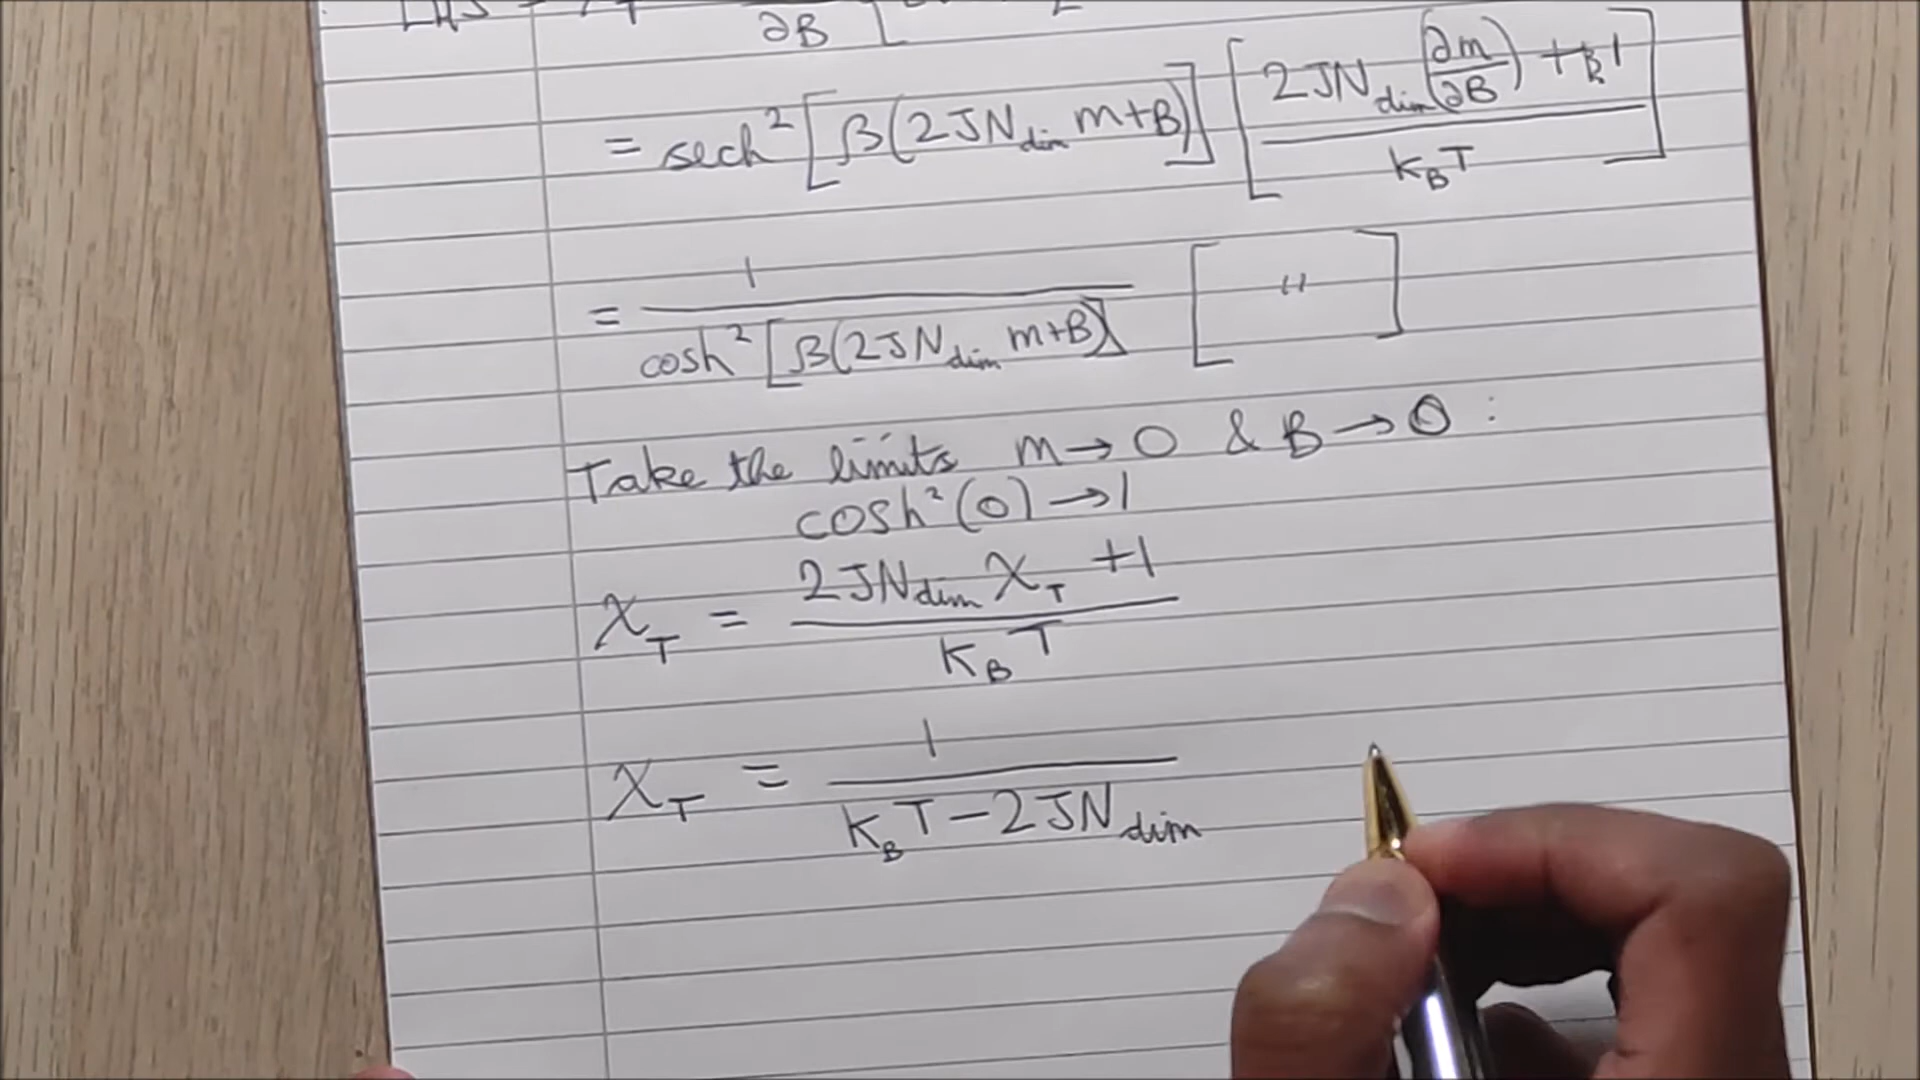 ∂B
= sech² [β(2JN_dim m+B)] [2JN_dim (∂m/∂B) + 1 / k_B T]
= 1 / cosh² [β(2JN_dim m+B)] [ " ]
Take the limits m → 0 & B → 0 :
cosh² (0) → 1
χ_T = 2JN_dim χ_T + 1 / k_B T
χ_T = 1 / k_B T − 2JN_dim